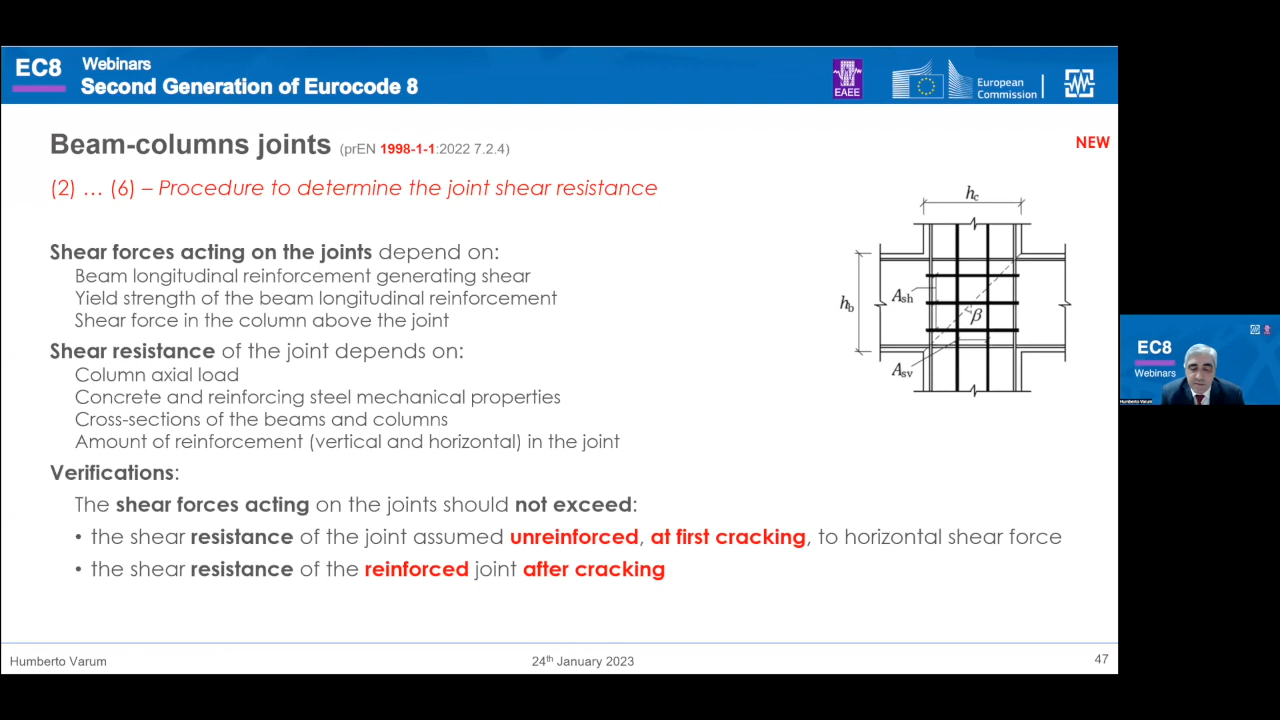 EC8
Webinars
Second Generation of Eurocode 8
EAEE
European
Commission
Beam-columns joints (prEN 1998-1-1:2022 7.2.4)
NEW
(2) … (6) – Procedure to determine the joint shear resistance
Shear forces acting on the joints depend on:
Beam longitudinal reinforcement generating shear
Yield strength of the beam longitudinal reinforcement
Shear force in the column above the joint
Shear resistance of the joint depends on:
Column axial load
Concrete and reinforcing steel mechanical properties
Cross-sections of the beams and columns
Amount of reinforcement (vertical and horizontal) in the joint
Verifications:
The shear forces acting on the joints should not exceed:
• the shear resistance of the joint assumed unreinforced, at first cracking, to horizontal shear force
• the shear resistance of the reinforced joint after cracking
hc
hb
Ash
β
Asv
EC8
Webinars
Humberto Varum
Humberto Varum
24th January 2023
47